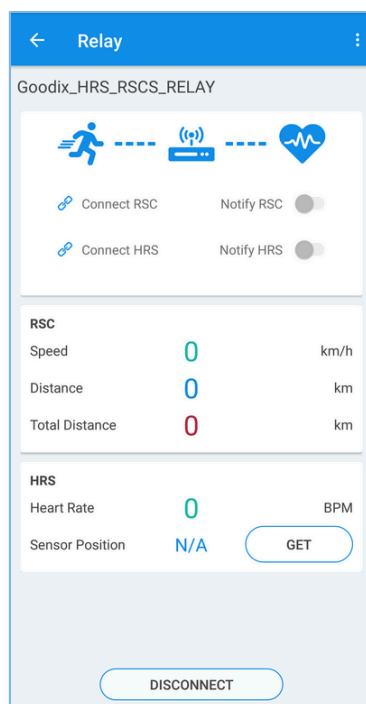 Relay
Goodix_HRS_RSCS_RELAY
Connect RSC Notify RSC
Connect HRS Notify HRS
RSC
Speed 0 km/h
Distance 0 km
Total Distance 0 km
HRS
Heart Rate 0 BPM
Sensor Position N/A GET
DISCONNECT